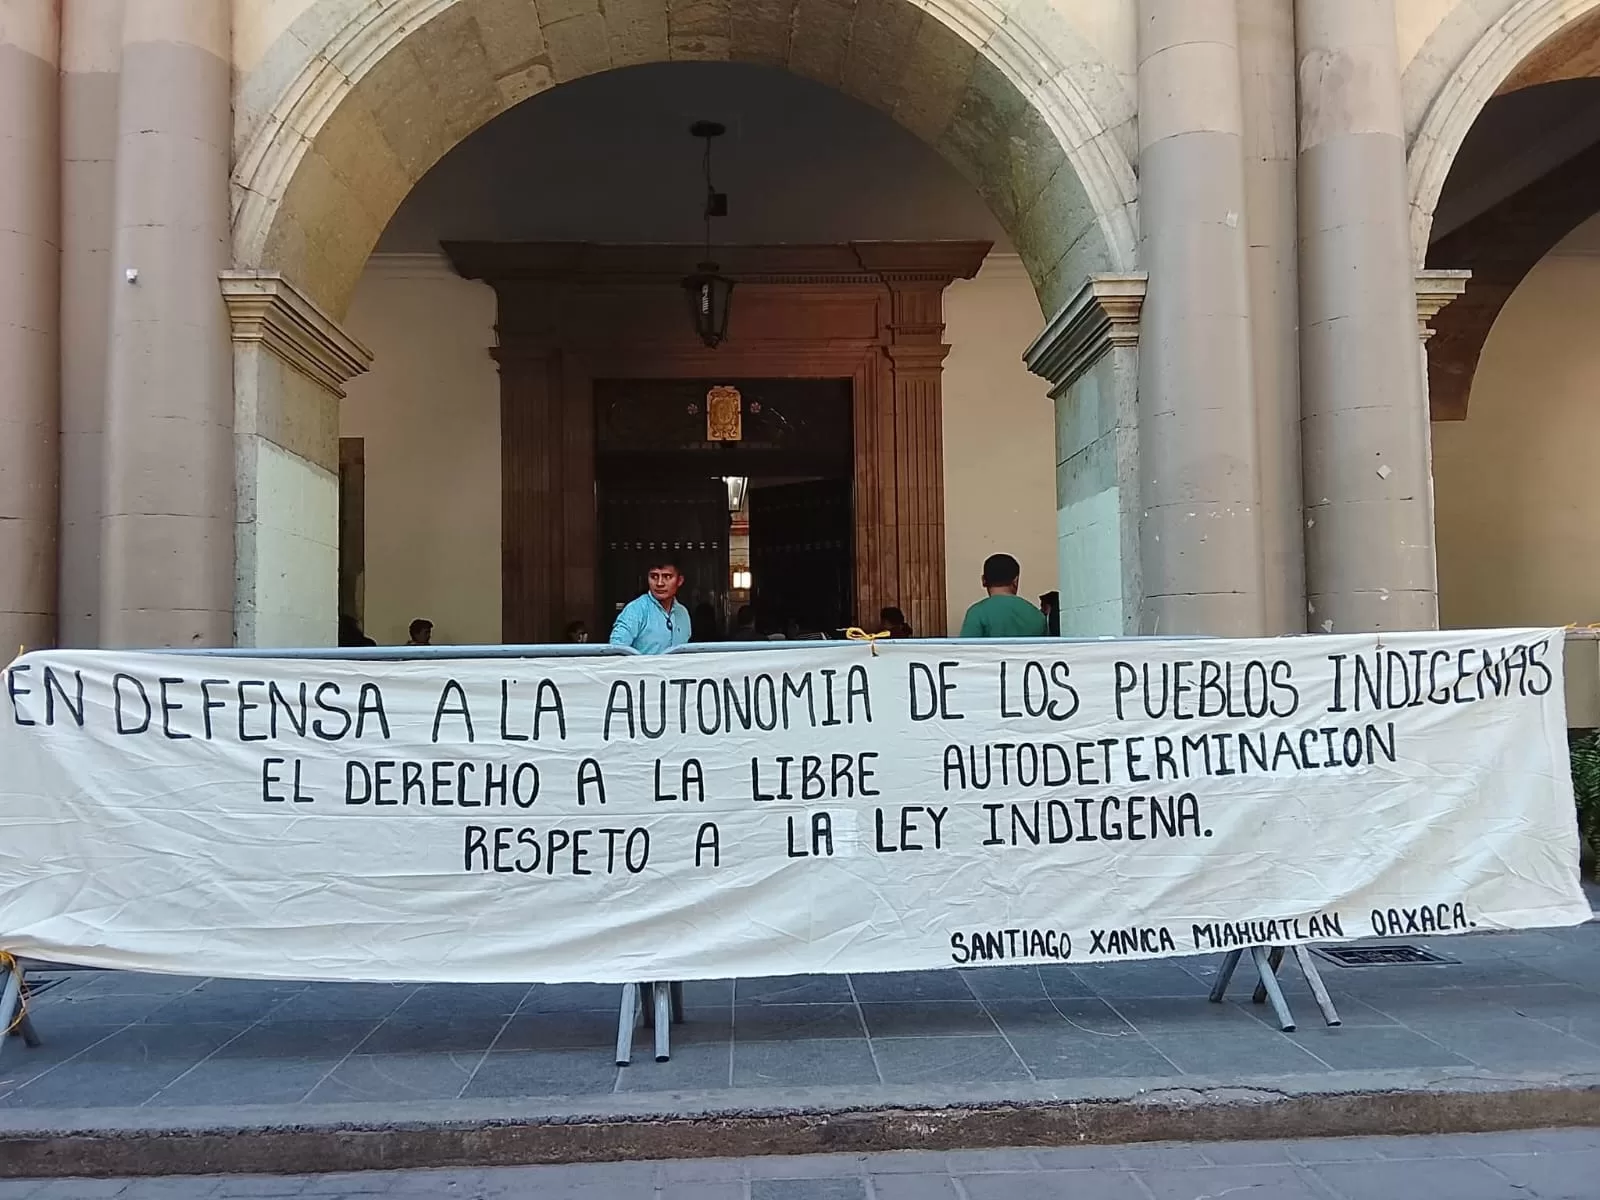 EN DEFENSA A LA AUTONOMIA DE LOS PUEBLOS INDIGENAS
EL DERECHO A LA LIBRE AUTODETERMINACION
RESPETO A LA LEY INDIGENA.
SANTIAGO XANICA MIAHUATLAN OAXACA.